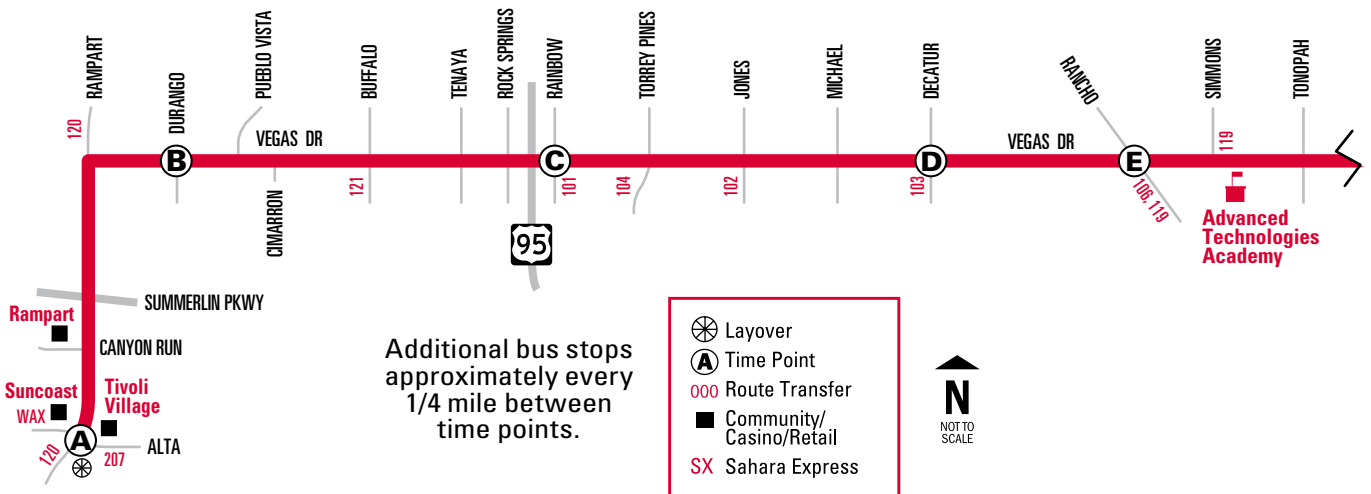 RAMPART
120
DURANGO
B
PUEBLO VISTA
VEGAS DR
CIMARRON
BUFFALO
121
TENAYA
ROCK SPRINGS
95
RAINBOW
C
101
TORREY PINES
104
JONES
102
MICHAEL
DECATUR
D
103
VEGAS DR
RANCHO
E
106, 119
SIMMONS
119
TONOPAH
Advanced
Technologies
Academy
SUMMERLIN PKWY
Rampart
CANYON RUN
Suncoast
WAX
Tivoli
Village
A
ALTA
120
207
Additional bus stops
approximately every
1/4 mile between
time points.
Layover
A Time Point
000 Route Transfer
Community/
Casino/Retail
SX Sahara Express
N
NOT TO
SCALE